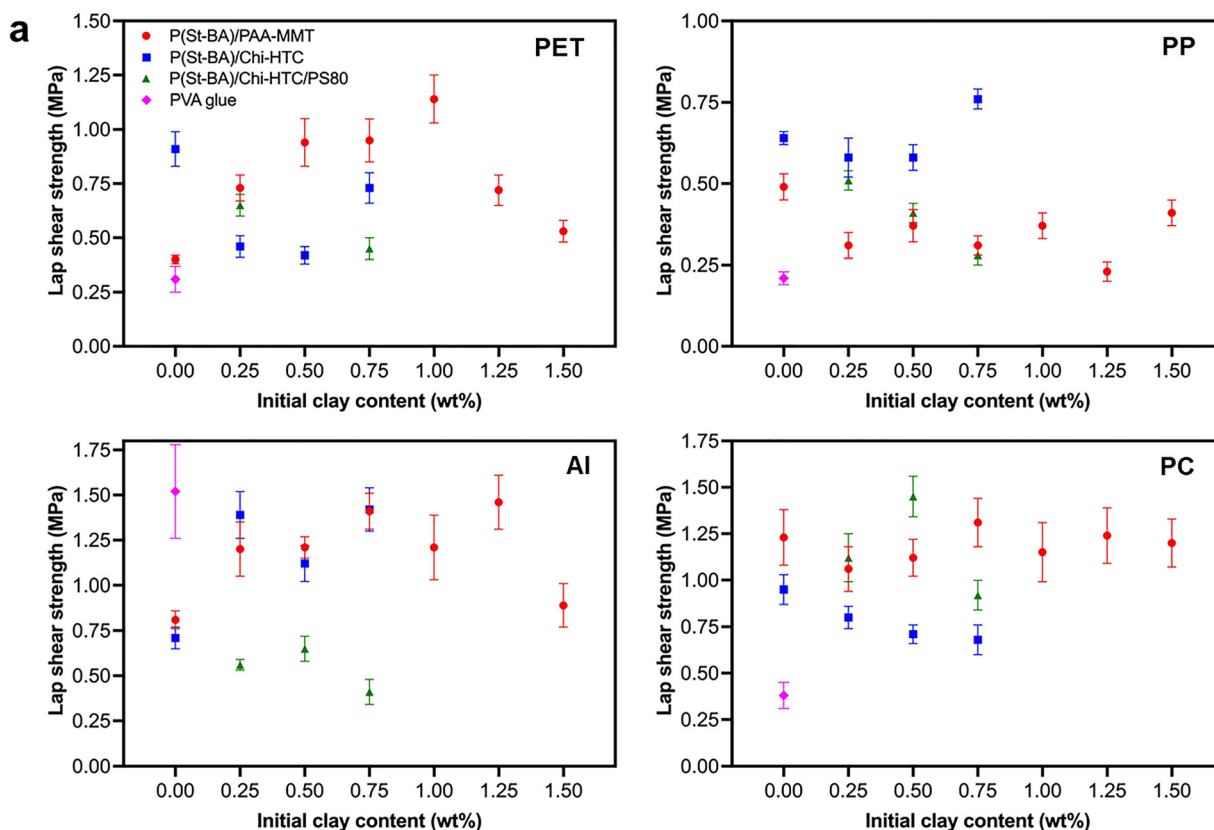 a
PET
P(St-BA)/PAA-MMT
P(St-BA)/Chi-HTC
P(St-BA)/Chi-HTC/PS80
PVA glue
Lap shear strength (MPa)
1.50
1.25
1.00
0.75
0.50
0.25
0.00
0.00 0.25 0.50 0.75 1.00 1.25 1.50
Initial clay content (wt%)
PP
Lap shear strength (MPa)
1.00
0.75
0.50
0.25
0.00
0.00 0.25 0.50 0.75 1.00 1.25 1.50
Initial clay content (wt%)
Al
Lap shear strength (MPa)
1.75
1.50
1.25
1.00
0.75
0.50
0.25
0.00
0.00 0.25 0.50 0.75 1.00 1.25 1.50
Initial clay content (wt%)
PC
Lap shear strength (MPa)
1.75
1.50
1.25
1.00
0.75
0.50
0.25
0.00
0.00 0.25 0.50 0.75 1.00 1.25 1.50
Initial clay content (wt%)